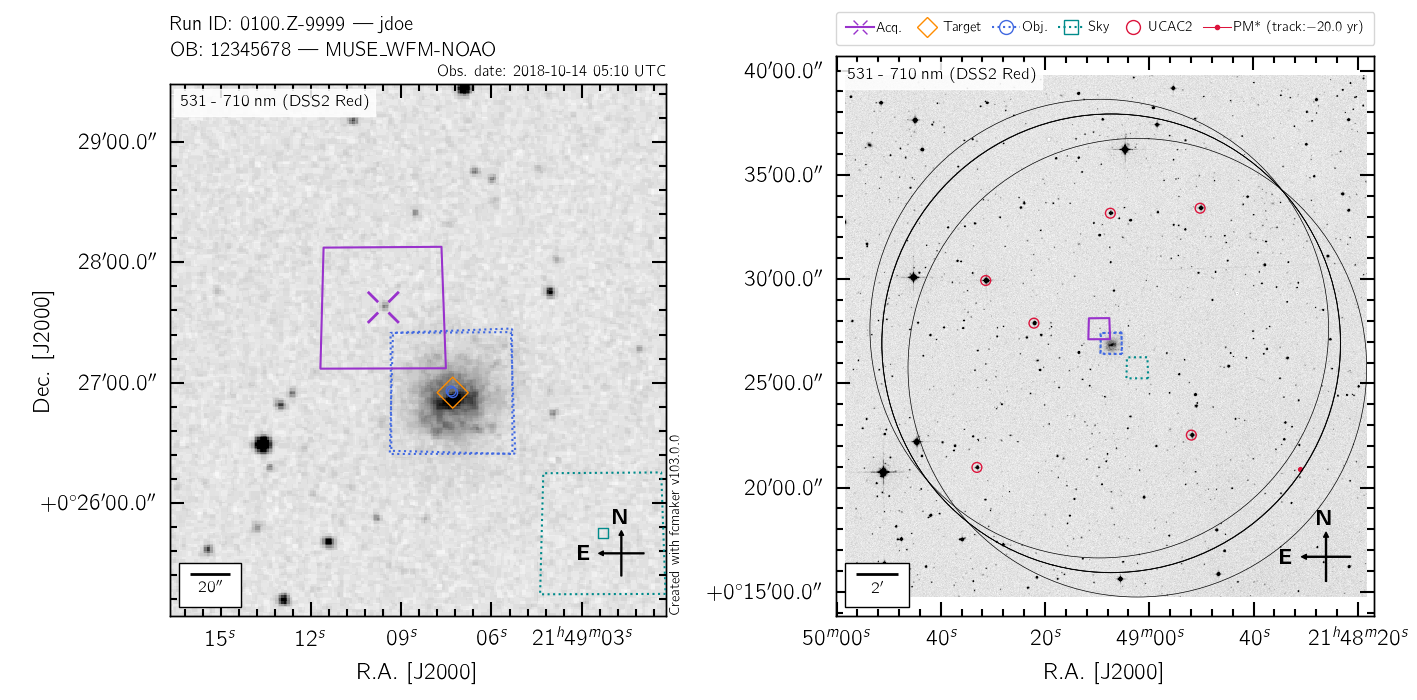 Run ID: 0100.Z-9999 — jdoe
OB: 12345678 — MUSE_WFM-NOAO
Obs. date: 2018-10-14 05:10 UTC
531 - 710 nm (DSS2 Red)
29′00.0″
28′00.0″
27′00.0″
+0°26′00.0″
Dec. [J2000]
N
E
20″
15s
12s
09s
06s
21h49m03s
R.A. [J2000]
Created with fcmaker v103.0.0
Acq.
Target
Obj.
Sky
UCAC2
PM* (track:−20.0 yr)
531 - 710 nm (DSS2 Red)
40′00.0″
35′00.0″
30′00.0″
25′00.0″
20′00.0″
+0°15′00.0″
N
E
2′
50m00s
40s
20s
49m00s
40s
21h48m20s
R.A. [J2000]